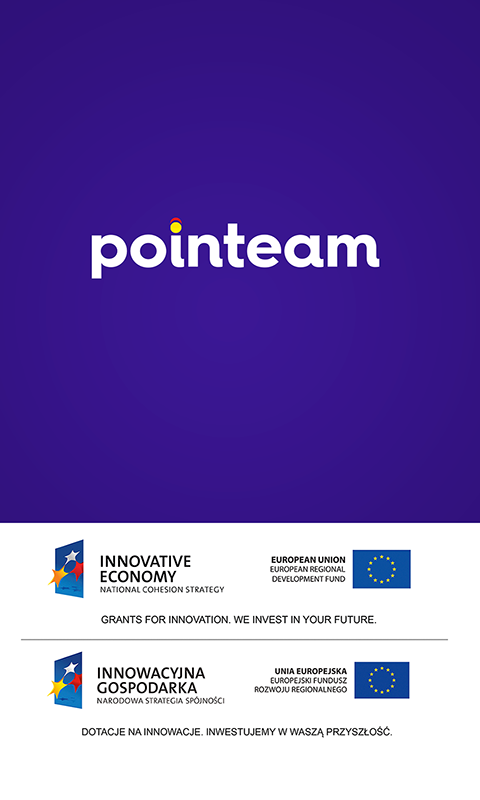 pointeam
INNOVATIVE
ECONOMY
NATIONAL COHESION STRATEGY
EUROPEAN UNION
EUROPEAN REGIONAL
DEVELOPMENT FUND
GRANTS FOR INNOVATION. WE INVEST IN YOUR FUTURE.
INNOWACYJNA
GOSPODARKA
NARODOWA STRATEGIA SPÓJNOŚCI
UNIA EUROPEJSKA
EUROPEJSKI FUNDUSZ
ROZWOJU REGIONALNEGO
DOTACJE NA INNOWACJE. INWESTUJEMY W WASZĄ PRZYSZŁOŚĆ.